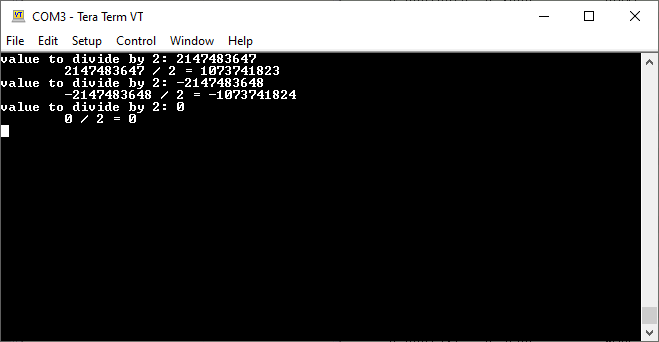 COM3 - Tera Term VT
File Edit Setup Control Window Help
value to divide by 2: 2147483647
2147483647 / 2 = 1073741823
value to divide by 2: -2147483648
-2147483648 / 2 = -1073741824
value to divide by 2: 0
0 / 2 = 0